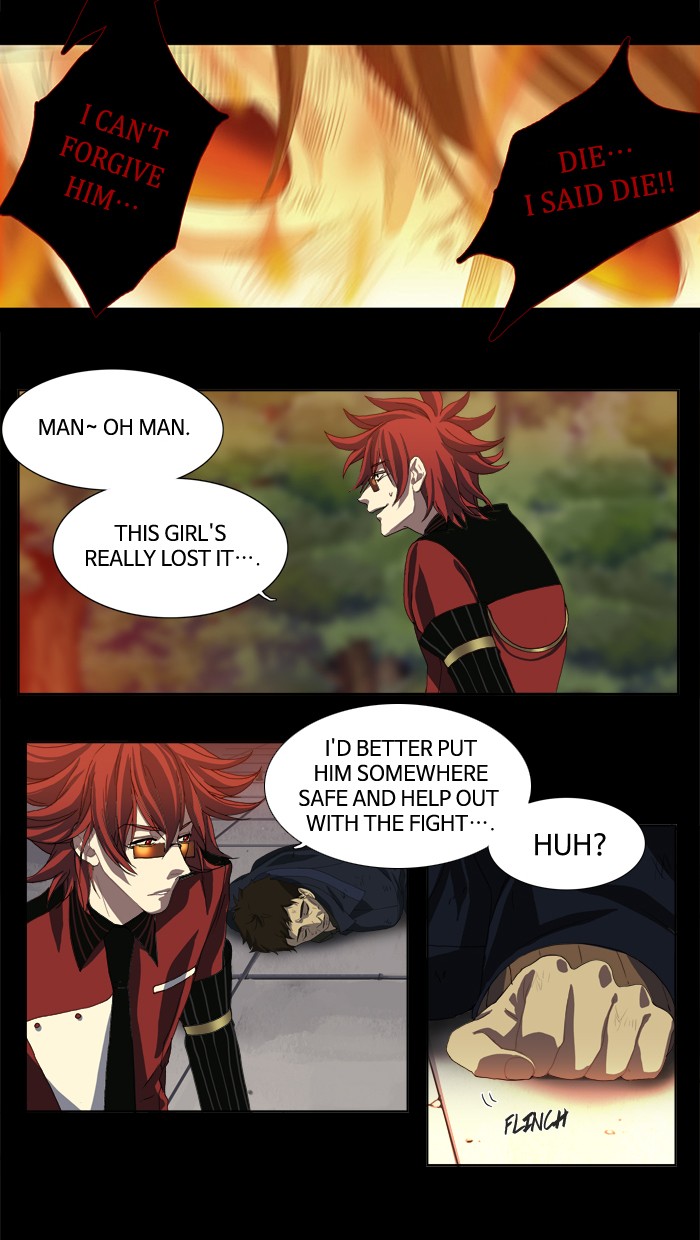 I CAN'T
FORGIVE
HIM…
DIE…
I SAID DIE!!
MAN~ OH MAN.
THIS GIRL'S
REALLY LOST IT….
I'D BETTER PUT
HIM SOMEWHERE
SAFE AND HELP OUT
WITH THE FIGHT….
HUH?
FLINCH